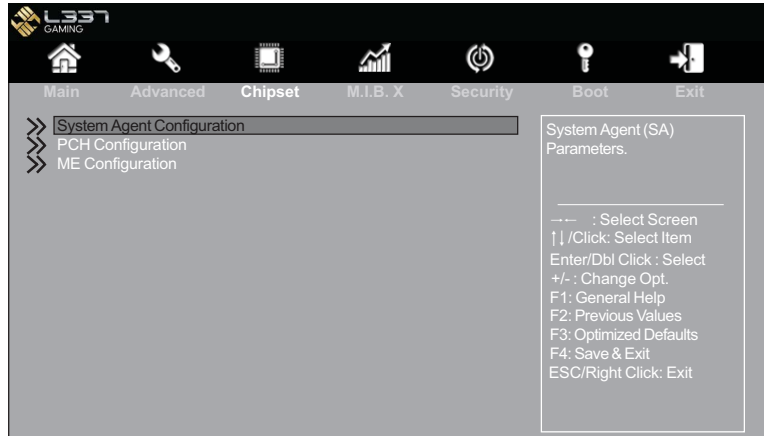 L337
GAMING
Main Advanced Chipset M.I.B. X Security Boot Exit
System Agent Configuration
PCH Configuration
ME Configuration
System Agent (SA)
Parameters.
→← : Select Screen
↑↓/Click: Select Item
Enter/Dbl Click : Select
+/- : Change Opt.
F1: General Help
F2: Previous Values
F3: Optimized Defaults
F4: Save & Exit
ESC/Right Click: Exit